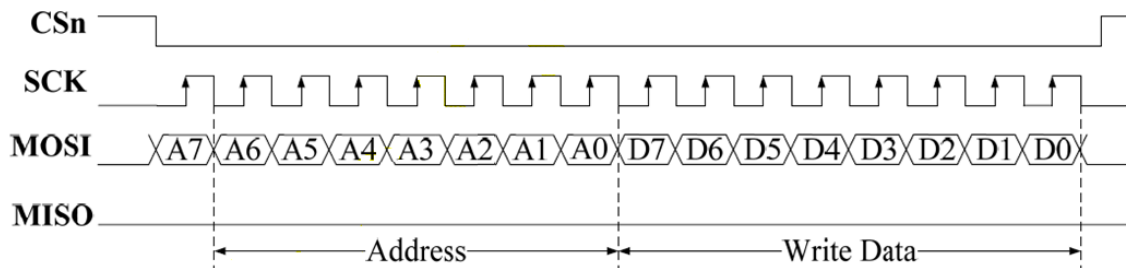 CSn
SCK
MOSI A7 A6 A5 A4 A3 A2 A1 A0 D7 D6 D5 D4 D3 D2 D1 D0
MISO
Address Write Data